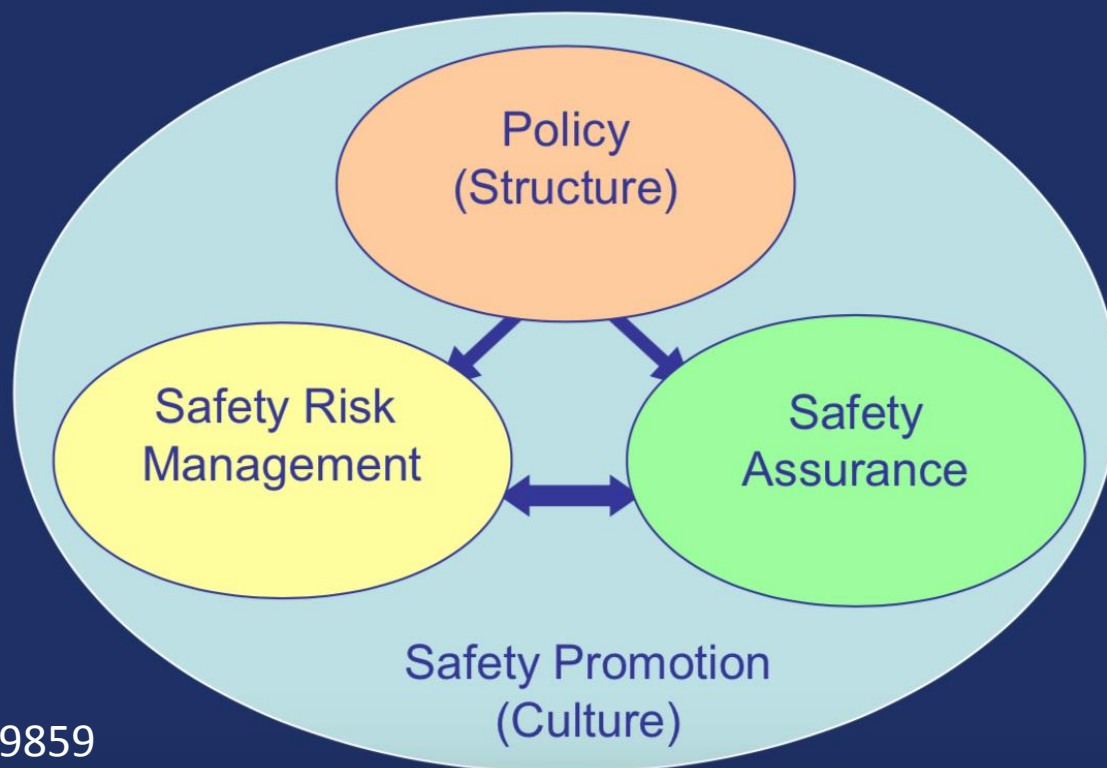 Policy
(Structure)
Safety Risk
Management
Safety
Assurance
Safety Promotion
(Culture)
9859